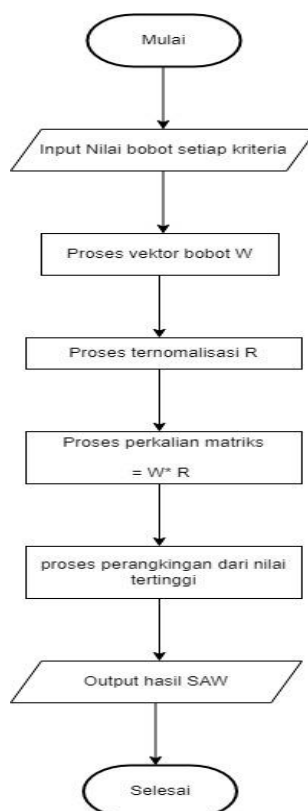 Mulai
Input Nilai bobot setiap kriteria
Proses vektor bobot W
Proses ternomalisasi R
Proses perkalian matriks
= W* R
proses perangkingan dari nilai
tertinggi
Output hasil SAW
Selesai